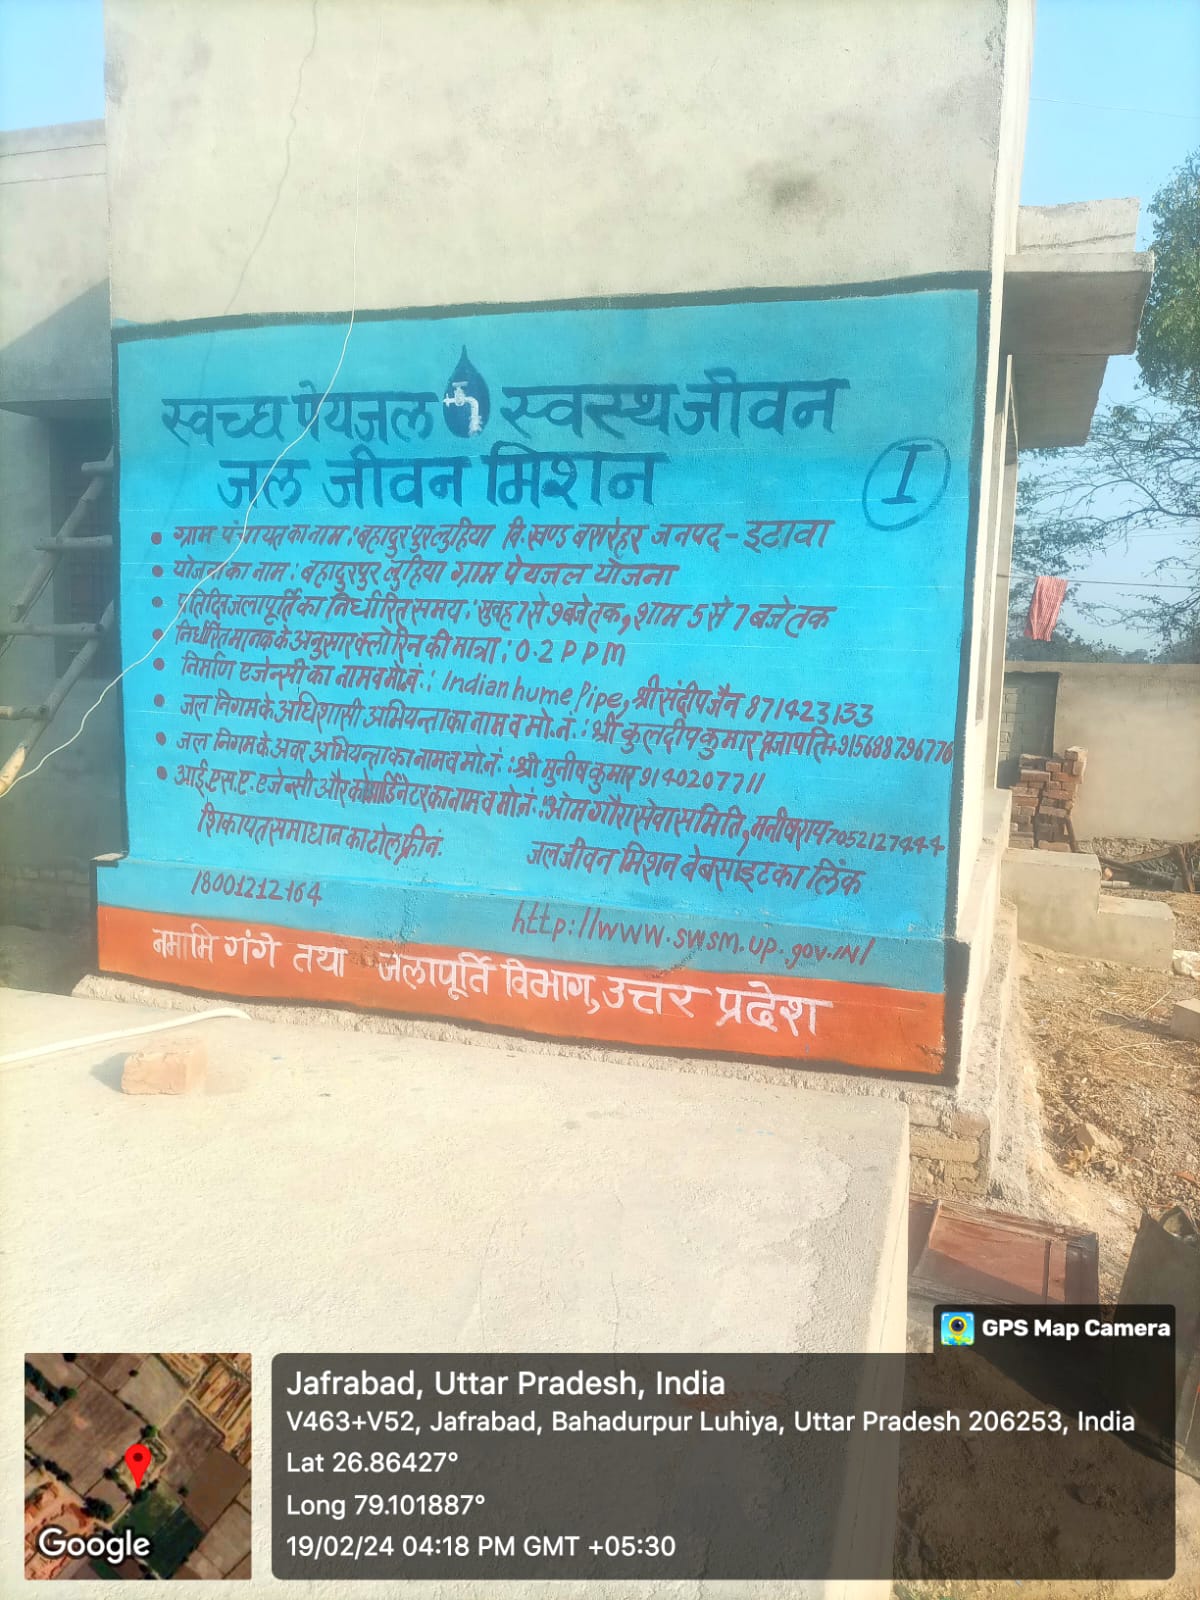 स्वच्छ पेयजल स्वस्थ जीवन
जल जीवन मिशन
I
• ग्राम पंचायत का नाम : बहादुरपुर लुहिया वि. खण्ड बसरेहर जनपद - इटावा
• योजना का नाम : बहादुरपुर लुहिया ग्राम पेयजल योजना
• प्रतिदिन जलापूर्ति का निर्धारित समय : सुबह 7 से 9 बजे तक, शाम 5 से 7 बजे तक
• निर्धारित मानक के अनुसार क्लोरिन की मात्रा : 0.2 PPM
• निर्माण एजेन्सी का नाम व मो.नं. : Indian hume Pipe, श्री संदीप जैन 871423133
• जल निगम के अधिशासी अभियन्ता का नाम व मो.नं. : श्री कुलदीप कुमार प्रजापति +915688796776
• जल निगम के अवर अभियन्ता का नाम व मो.नं. : श्री मुनीष कुमार 9140207711
• आई.एस.ए. एजेन्सी और कोआर्डिनेटर का नाम व मो.नं. : ओम गौरा सेवा समिति, मनीष राय 7052127444
शिकायत समाधान का टोल फ्री नं.
जल जीवन मिशन बेबसाइट का लिंक
18001212164
http://www.swsm.up.gov.in/
नमामि गंगे तथा जलापूर्ति विभाग, उत्तर प्रदेश
GPS Map Camera
Jafrabad, Uttar Pradesh, India
V463+V52, Jafrabad, Bahadurpur Luhiya, Uttar Pradesh 206253, India
Lat 26.86427°
Long 79.101887°
19/02/24 04:18 PM GMT +05:30
Google